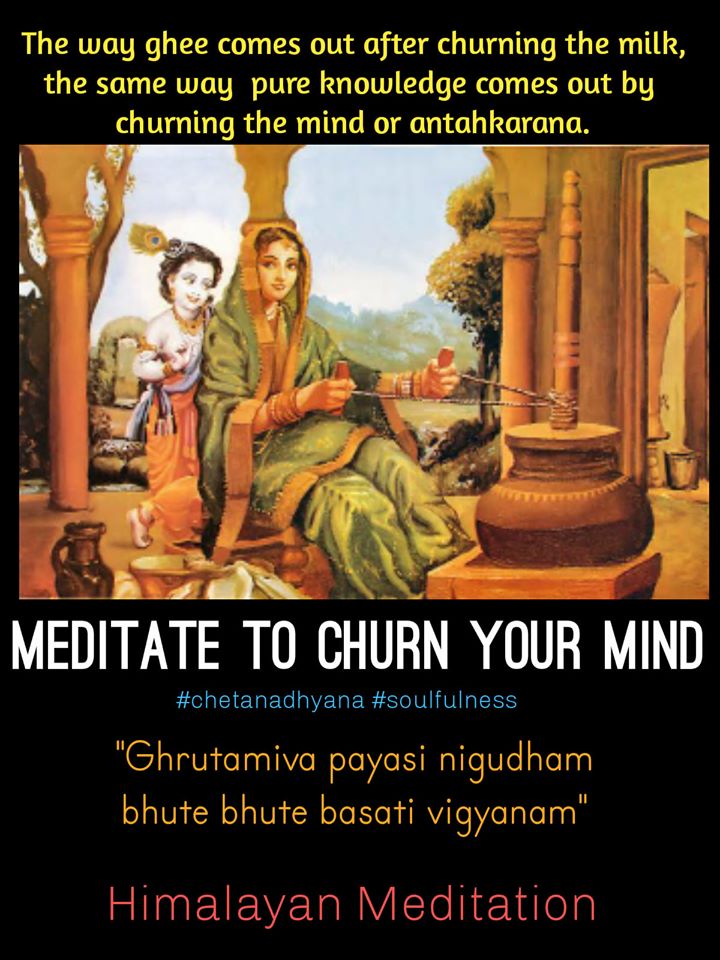 The way ghee comes out after churning the milk,
the same way pure knowledge comes out by
churning the mind or antahkarana.
MEDITATE TO CHURN YOUR MIND
#chetanadhyana #soulfulness
"Ghrutamiva payasi nigudham
bhute bhute basati vigyanam"
Himalayan Meditation